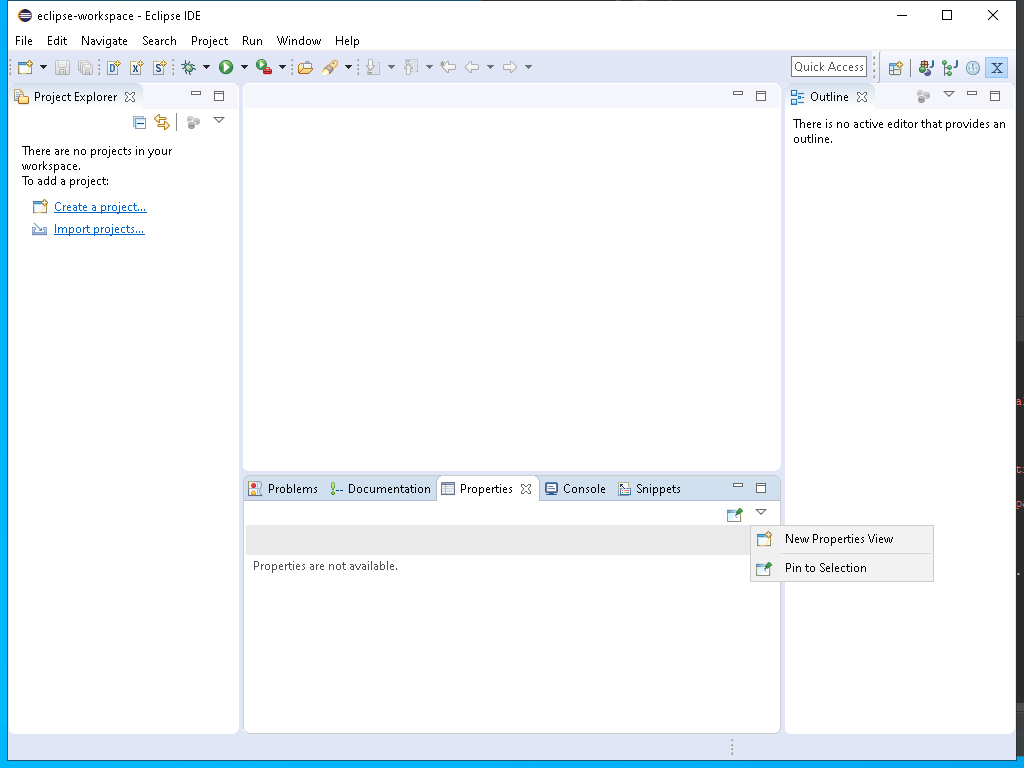 eclipse-workspace - Eclipse IDE
File Edit Navigate Search Project Run Window Help
Quick Access
Project Explorer
Outline
There are no projects in your
workspace.
To add a project:
Create a project...
Import projects...
There is no active editor that provides an
outline.
Problems Documentation Properties Console Snippets
New Properties View
Pin to Selection
Properties are not available.